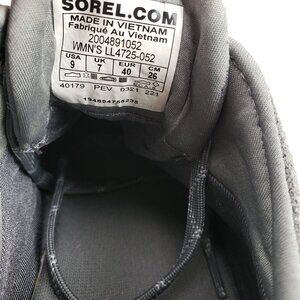 SOREL.COM
MADE IN VIETNAM
Fabriqué Au Vietnam
2004891052
WMN'S LL4725-052
USA UK EUR CM
9 7 40 26
40179 PEV 0321 221
194894755235